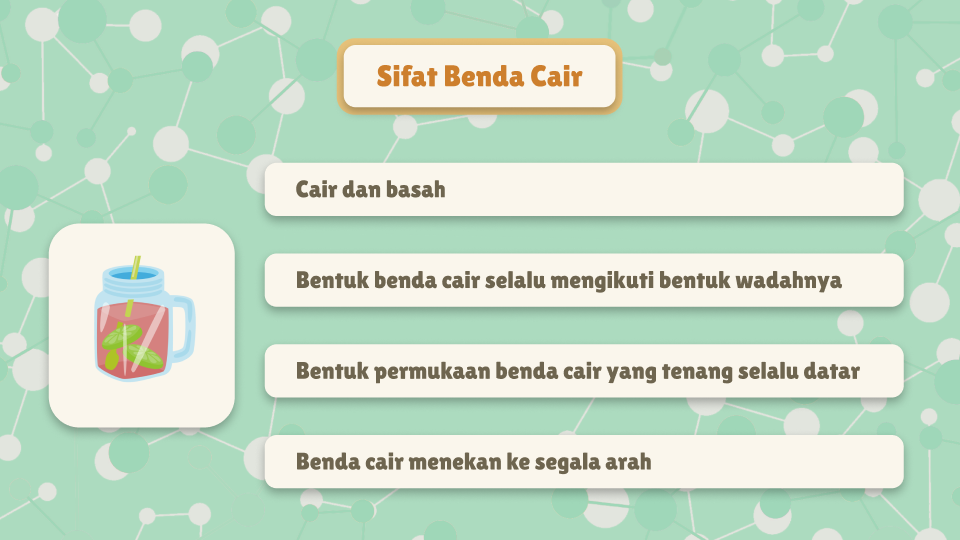 Sifat Benda Cair
Cair dan basah
Bentuk benda cair selalu mengikuti bentuk wadahnya
Bentuk permukaan benda cair yang tenang selalu datar
Benda cair menekan ke segala arah